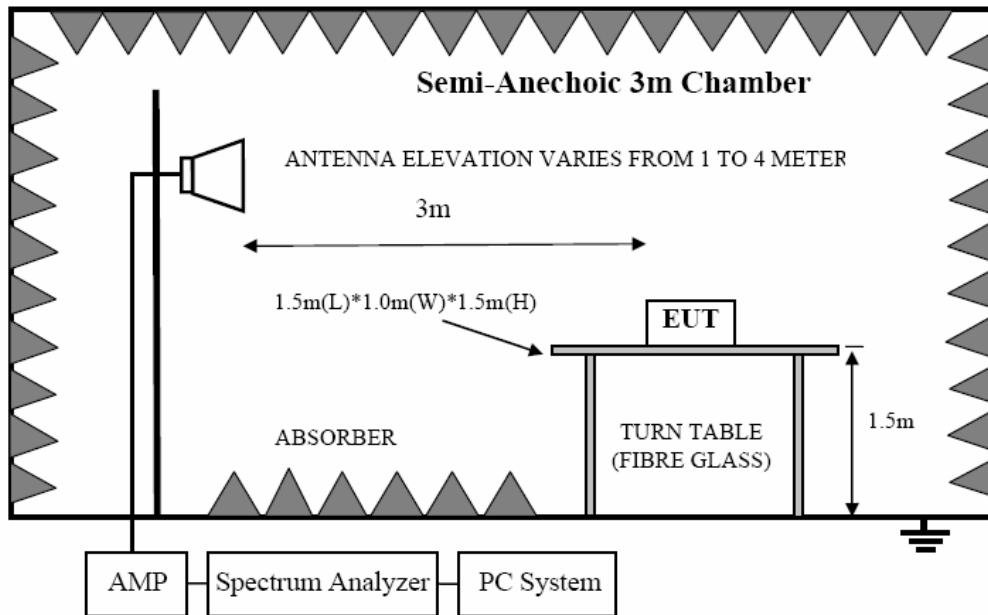 Semi-Anechoic 3m Chamber
ANTENNA ELEVATION VARIES FROM 1 TO 4 METER
3m
1.5m(L)*1.0m(W)*1.5m(H)
EUT
1.5m
ABSORBER
TURN TABLE
(FIBRE GLASS)
AMP
Spectrum Analyzer
PC System